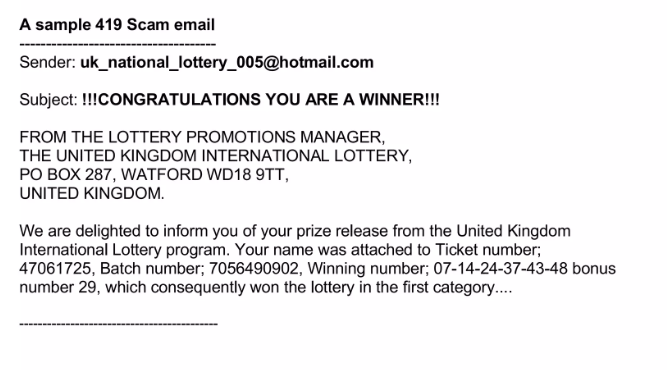 A sample 419 Scam email
-------------------------------------
Sender: uk_national_lottery_005@hotmail.com
Subject: !!!CONGRATULATIONS YOU ARE A WINNER!!!
FROM THE LOTTERY PROMOTIONS MANAGER,
THE UNITED KINGDOM INTERNATIONAL LOTTERY,
PO BOX 287, WATFORD WD18 9TT,
UNITED KINGDOM.
We are delighted to inform you of your prize release from the United Kingdom
International Lottery program. Your name was attached to Ticket number;
47061725, Batch number; 7056490902, Winning number; 07-14-24-37-43-48 bonus
number 29, which consequently won the lottery in the first category....
-------------------------------------------